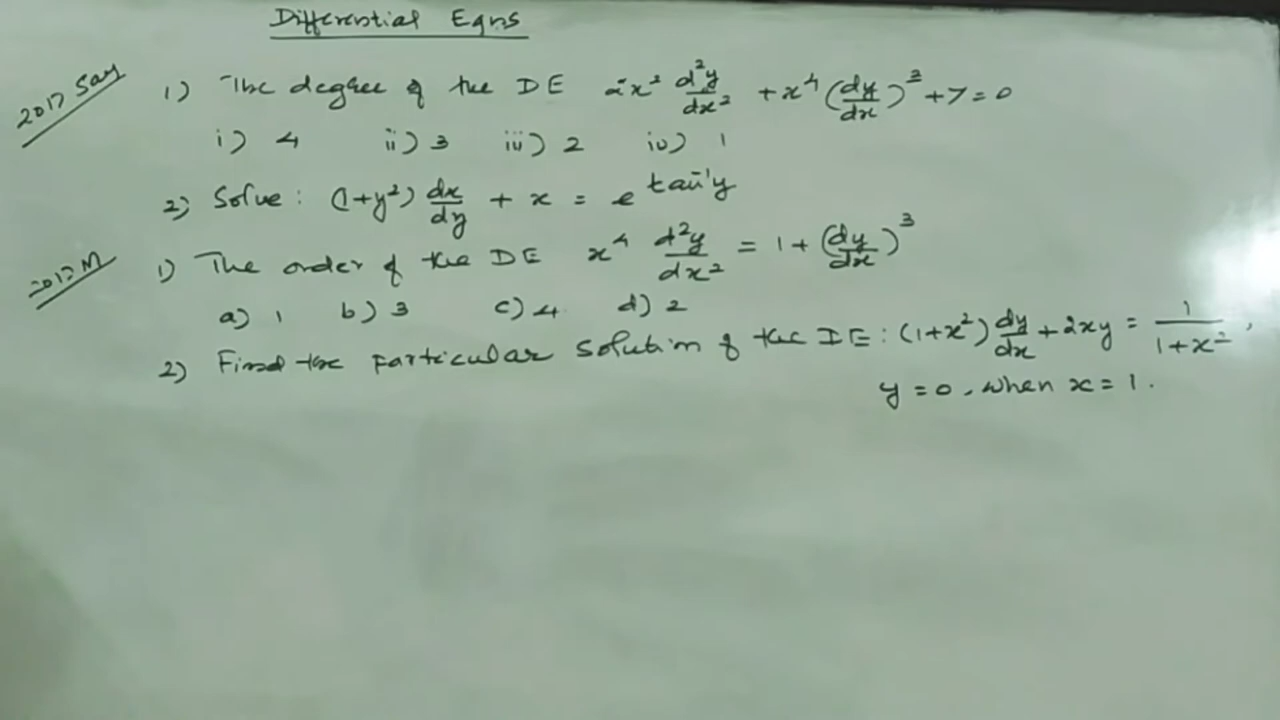 Differential Eqns
2017 Say
1) The degree of the DE 2x² d²y/dx² + x⁴ (dy/dx)³ + 7 = 0
i) 4 ii) 3 iii) 2 iv) 1
2) Solve : (1+y²) dx/dy + x = e^(tan⁻¹y)
2017 M
1) The order of the DE x⁴ d²y/dx² = 1 + (dy/dx)³
a) 1 b) 3 c) 4 d) 2
2) Find the particular solution of the DE : (1+x²) dy/dx + 2xy = 1/(1+x²),
y = 0, when x = 1.